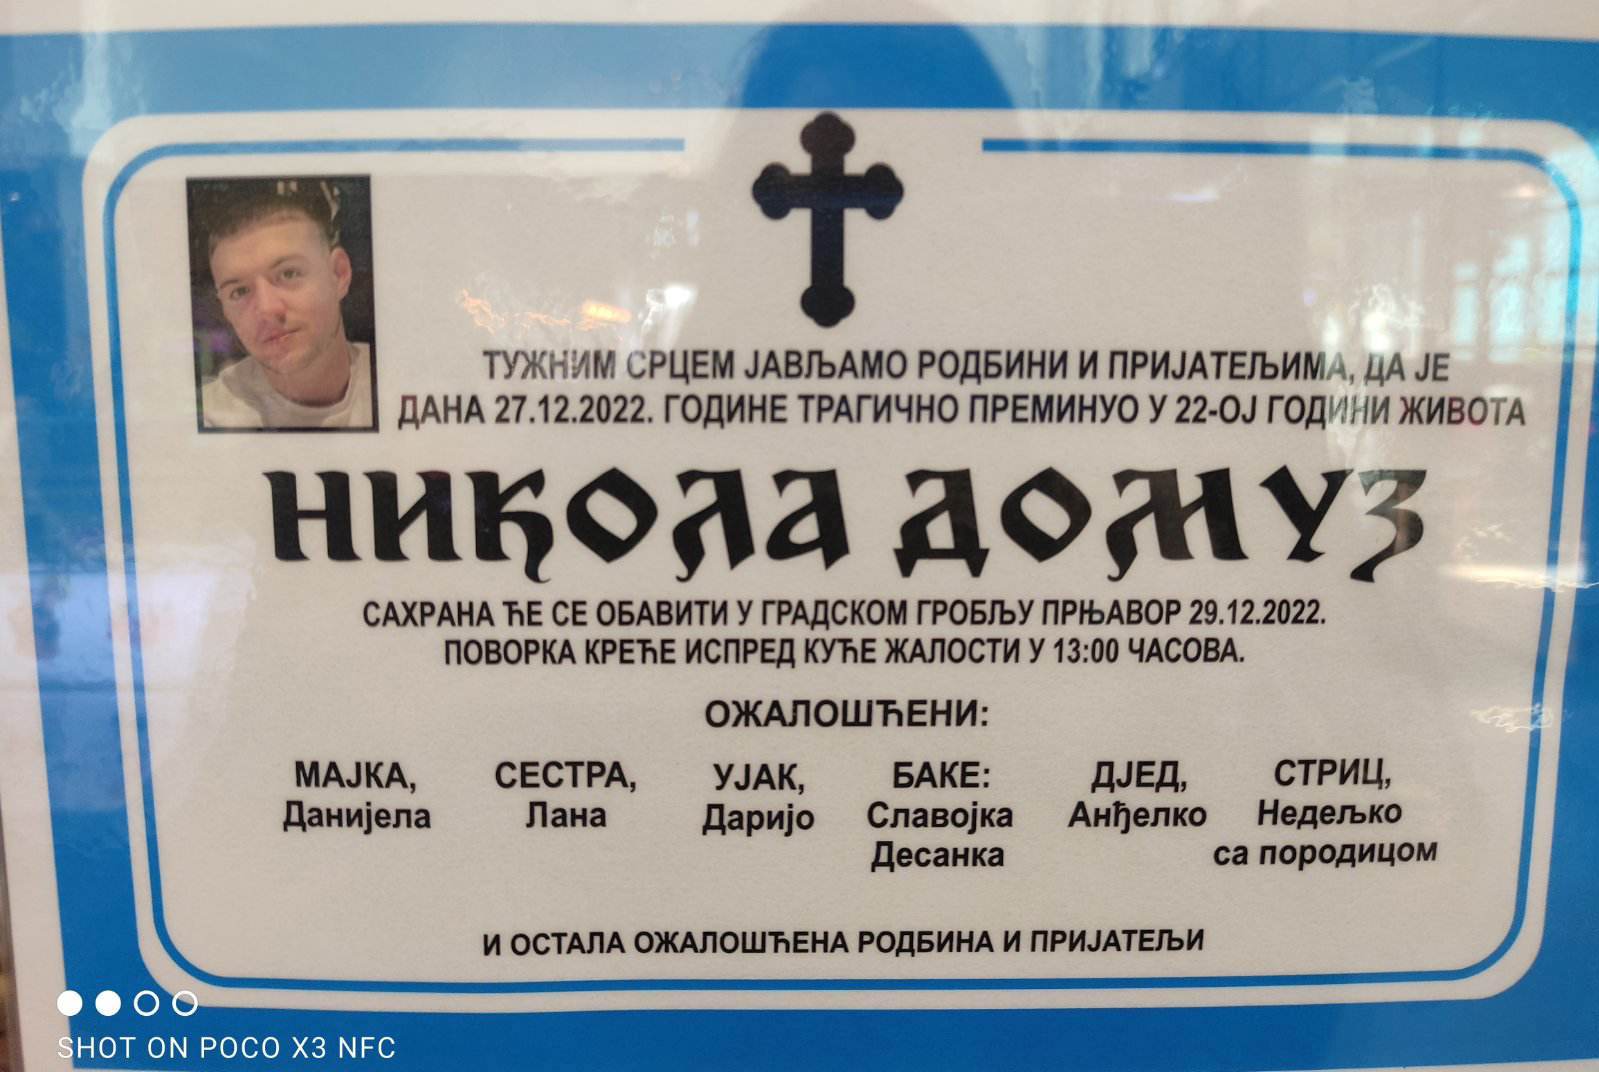 ТУЖНИМ СРЦЕМ ЈАВЉАМО РОДБИНИ И ПРИЈАТЕЉИМА, ДА ЈЕ
ДАНА 27.12.2022. ГОДИНЕ ТРАГИЧНО ПРЕМИНУО У 22-ОЈ ГОДИНИ ЖИВОТА
НИКОЛА ДОМУЗ
САХРАНА ЋЕ СЕ ОБАВИТИ У ГРАДСКОМ ГРОБЉУ ПРЊАВОР 29.12.2022.
ПОВОРКА КРЕЋЕ ИСПРЕД КУЋЕ ЖАЛОСТИ У 13:00 ЧАСОВА.
ОЖАЛОШЋЕНИ:
МАЈКА, СЕСТРА, УЈАК, БАКЕ: ДЈЕД, СТРИЦ,
Данијела Лана Даријо Славојка Анђелко Недељко
Десанка са породицом
И ОСТАЛА ОЖАЛОШЋЕНА РОДБИНА И ПРИЈАТЕЉИ
SHOT ON POCO X3 NFC